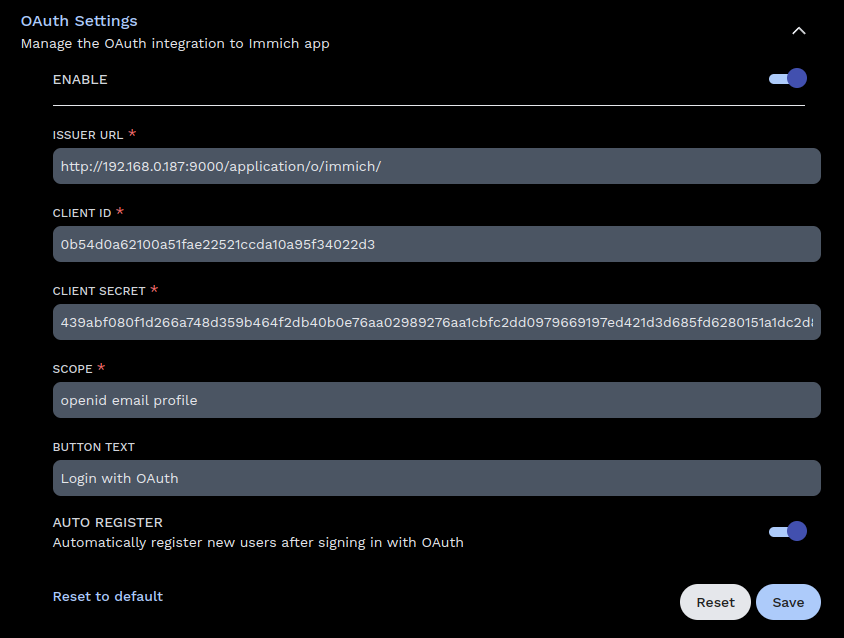 OAuth Settings
Manage the OAuth integration to Immich app
ENABLE
ISSUER URL *
http://192.168.0.187:9000/application/o/immich/
CLIENT ID *
0b54d0a62100a51fae22521ccda10a95f34022d3
CLIENT SECRET *
439abf080f1d266a748d359b464f2db40b0e76aa02989276aa1cbfc2dd0979669197ed421d3d685fd6280151a1dc2d
SCOPE *
openid email profile
BUTTON TEXT
Login with OAuth
AUTO REGISTER
Automatically register new users after signing in with OAuth
Reset to default
Reset
Save